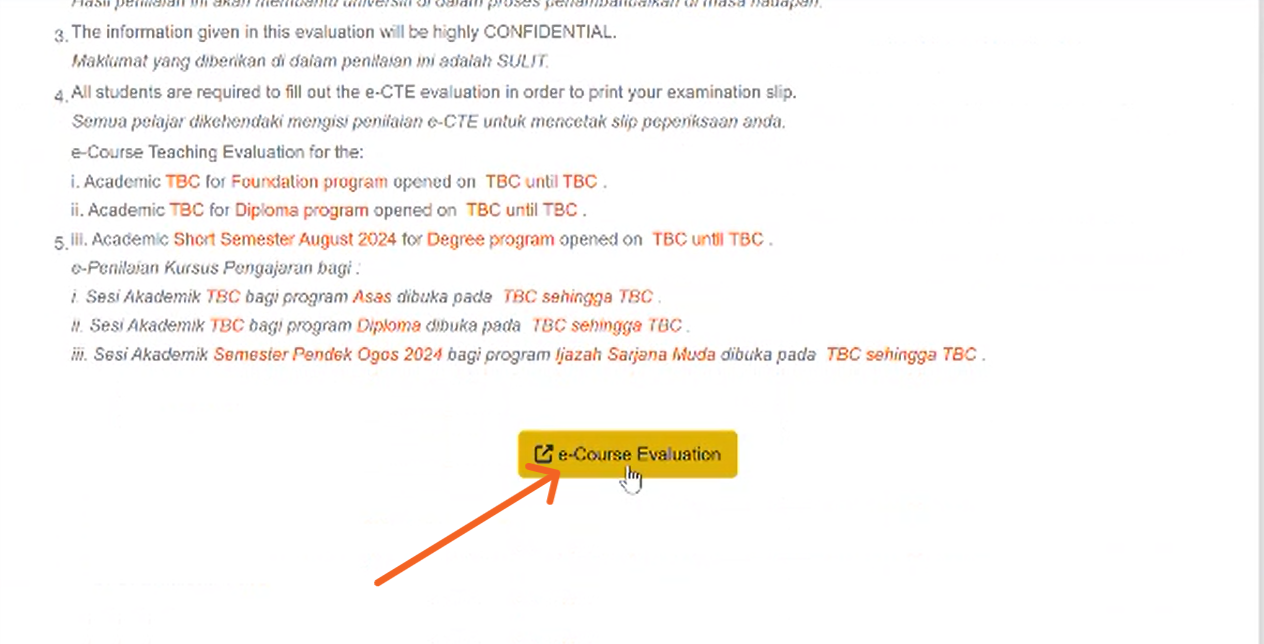 Hasil penilaian ini akan membantu universiti di dalam proses penambahbaikan di masa hadapan.
3. The information given in this evaluation will be highly CONFIDENTIAL.
Maklumat yang diberikan di dalam penilaian ini adalah SULIT.
4. All students are required to fill out the e-CTE evaluation in order to print your examination slip.
Semua pelajar dikehendaki mengisi penilaian e-CTE untuk mencetak slip peperiksaan anda.
e-Course Teaching Evaluation for the:
i. Academic TBC for Foundation program opened on TBC until TBC .
ii. Academic TBC for Diploma program opened on TBC until TBC .
5. iii. Academic Short Semester August 2024 for Degree program opened on TBC until TBC .
e-Penilaian Kursus Pengajaran bagi :
i. Sesi Akademik TBC bagi program Asas dibuka pada TBC sehingga TBC .
ii. Sesi Akademik TBC bagi program Diploma dibuka pada TBC sehingga TBC .
iii. Sesi Akademik Semester Pendek Ogos 2024 bagi program Ijazah Sarjana Muda dibuka pada TBC sehingga TBC .
e-Course Evaluation